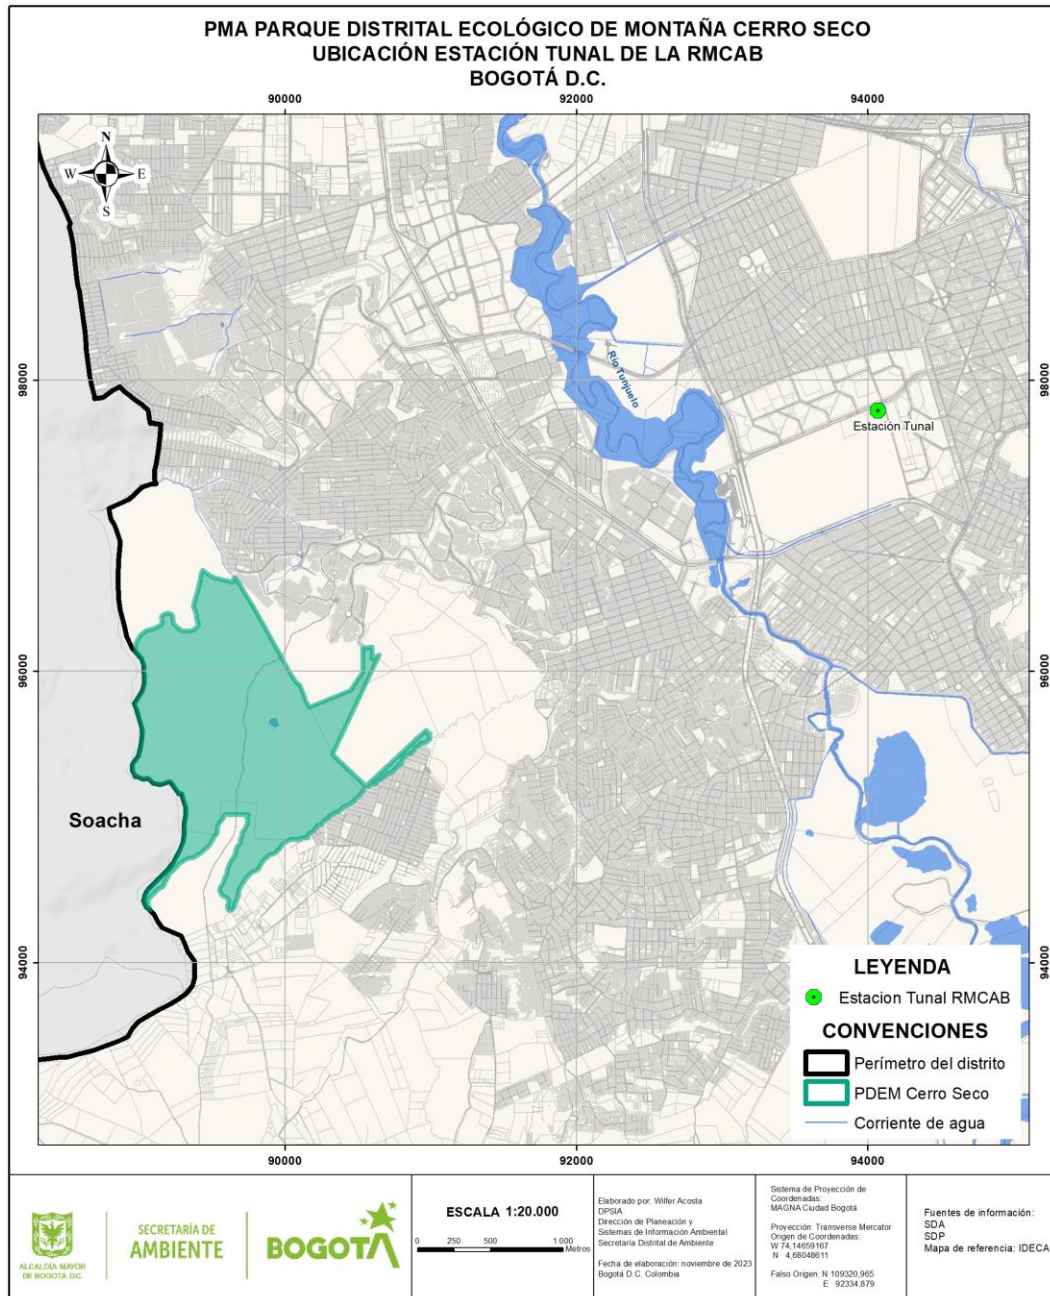 PMA PARQUE DISTRITAL ECOLÓGICO DE MONTAÑA CERRO SECO
UBICACIÓN ESTACIÓN TUNAL DE LA RMCAB
BOGOTÁ D.C.
90000
92000
94000
N
W
E
S
98000
98000
Río Tunjuelo
Estación Tunal
96000
96000
Soacha
94000
94000
LEYENDA
Estacion Tunal RMCAB
CONVENCIONES
Perímetro del distrito
PDEM Cerro Seco
Corriente de agua
90000
92000
94000
ALCALDÍA MAYOR
DE BOGOTÁ D.C.
SECRETARÍA DE
AMBIENTE
BOGOTÁ
ESCALA 1:20.000
0 250 500 1.000
Metros
Elaborado por: Wilfer Acosta
DPSIA
Dirección de Planeación y
Sistemas de Información Ambiental
Secretaría Distrital de Ambiente
Fecha de elaboración: noviembre de 2023
Bogotá D.C. Colombia
Sistema de Proyección de
Coordenadas:
MAGNA Ciudad Bogotá
Proyección: Transverse Mercator
Origen de Coordenadas:
W 74,14659167
N 4,68048611
Falso Origen: N 109320,965
E 92334,879
Fuentes de información:
SDA
SDP
Mapa de referencia: IDECA